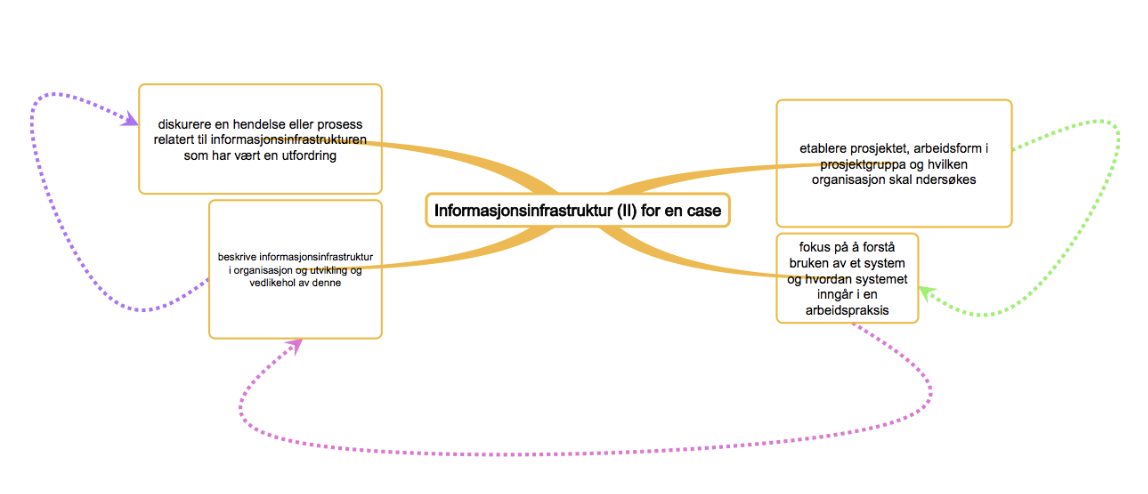 diskurere en hendelse eller prosess
relatert til informasjonsinfrastrukturen
som har vært en utfordring
etablere prosjektet, arbeidsform i
prosjektgruppa og hvilken
organisasjon skal ndersøkes
Informasjonsinfrastruktur (II) for en case
beskrive informasjonsinfrastruktur
i organisasjon og utvikling og
vedlikehol av denne
fokus på å forstå
bruken av et system
og hvordan systemet
inngår i en
arbeidspraksis